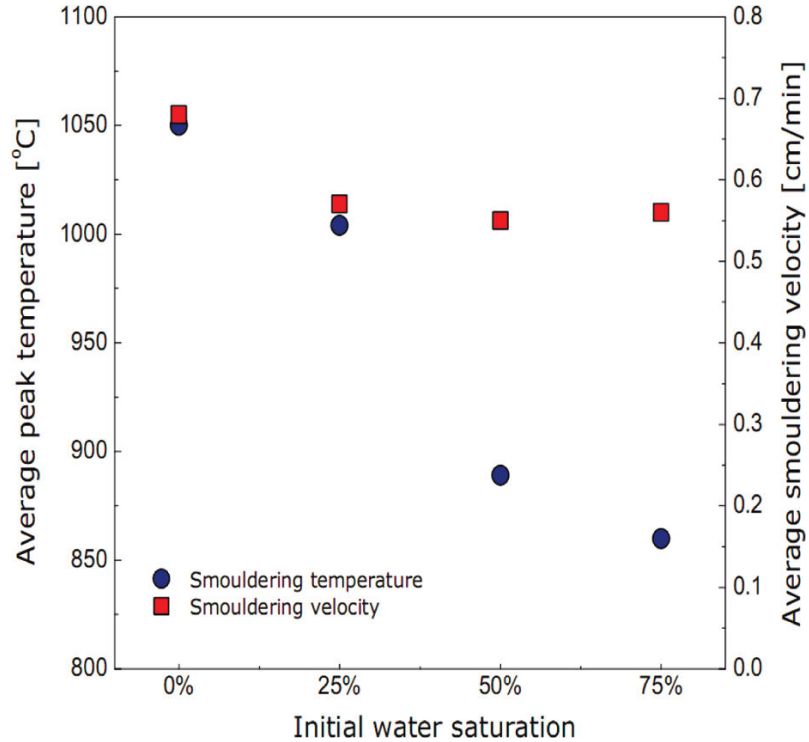 Average peak temperature [°C]
1100
1050
1000
950
900
850
800
0.8
0.7
0.6
0.5
0.4
0.3
0.2
0.1
0.0
Average smouldering velocity [cm/min]
Smouldering temperature
Smouldering velocity
0% 25% 50% 75%
Initial water saturation